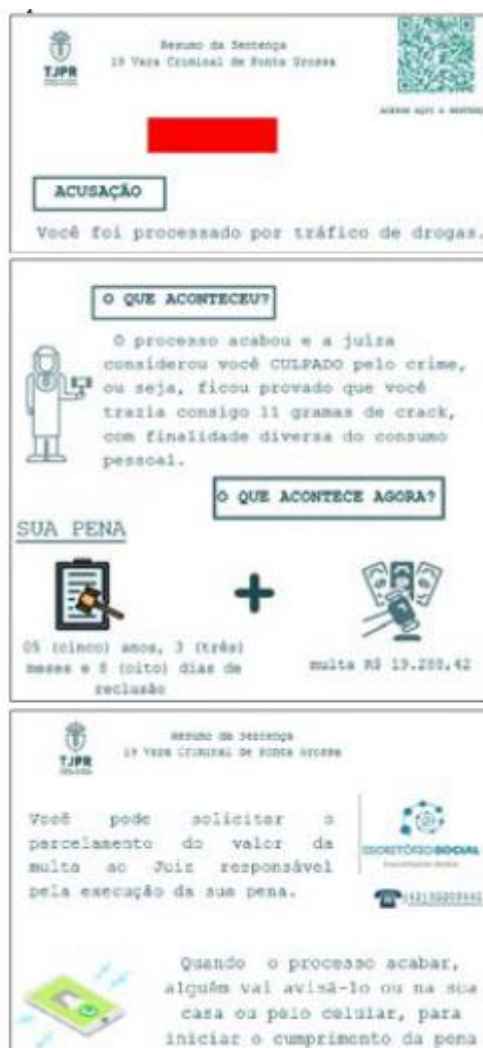 TJPR
Resumo da Sentença
1ª Vara Criminal de Ponta Grossa
ACESSE AQUI A SENTENÇA
ACUSAÇÃO
Você foi processado por tráfico de drogas.
O QUE ACONTECEU?
O processo acabou e a juíza
considerou você CULPADO pelo crime,
ou seja, ficou provado que você
trazia consigo 11 gramas de crack,
com finalidade diversa do consumo
pessoal.
O QUE ACONTECE AGORA?
SUA PENA
05 (cinco) anos, 3 (três)
meses e 8 (oito) dias de
reclusão
multa R$ 19.288,42
TJPR
Resumo da Sentença
1ª Vara Criminal de Ponta Grossa
Você pode solicitar o
parcelamento do valor da
multa ao Juiz responsável
pela execução da sua pena.
ESCRITÓRIO SOCIAL
Quando o processo acabar,
alguém vai avisá-lo ou na sua
casa ou pelo celular, para
iniciar o cumprimento da pena